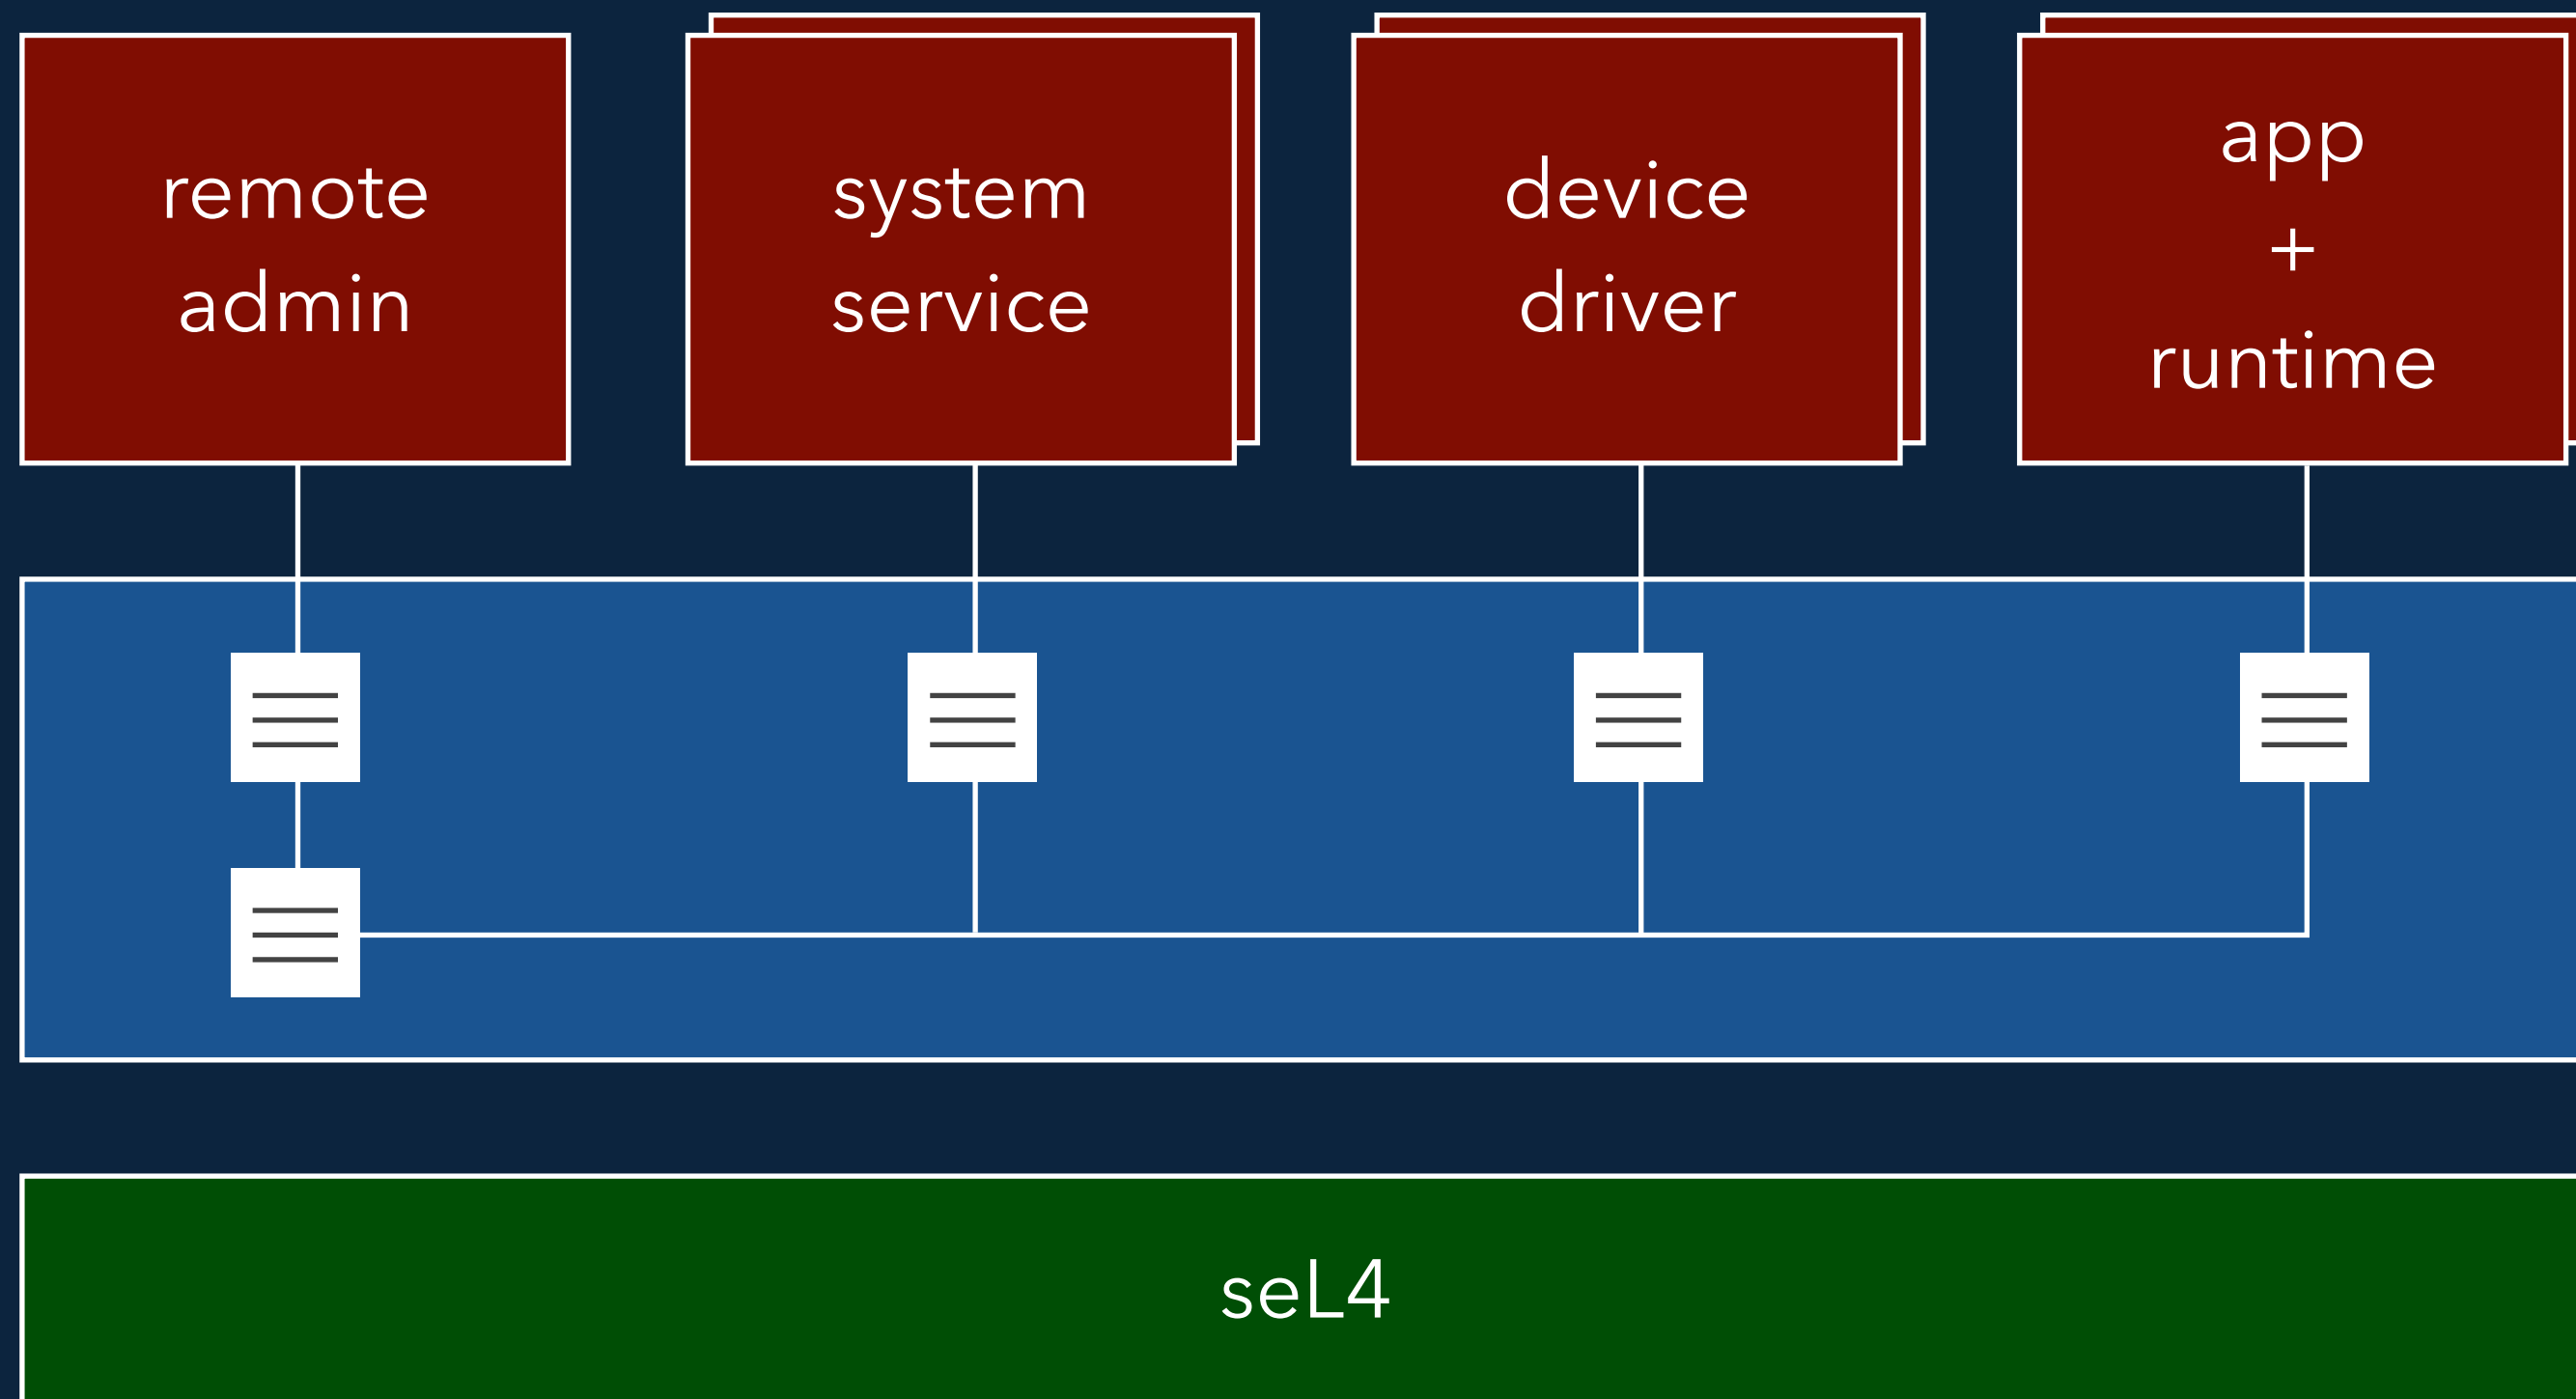 remote
admin
system
service
device
driver
app
+
runtime
seL4